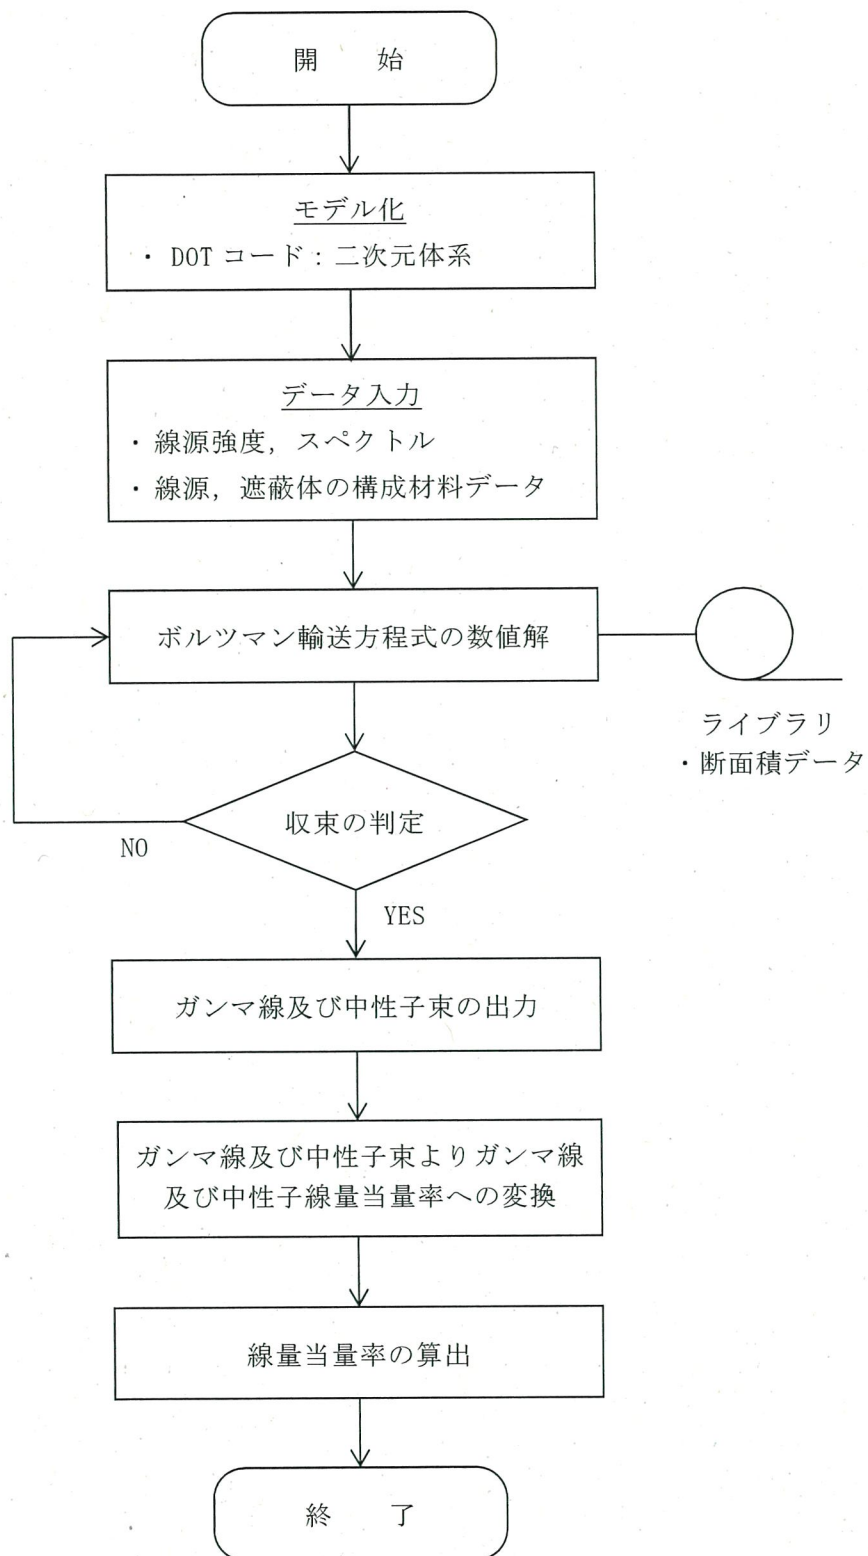 開　始
モデル化
・ DOT コード：二次元体系
データ入力
・線源強度，スペクトル
・線源，遮蔽体の構成材料データ
ボルツマン輸送方程式の数値解
ライブラリ
・断面積データ
収束の判定
NO
YES
ガンマ線及び中性子束の出力
ガンマ線及び中性子束よりガンマ線
及び中性子線量当量率への変換
線量当量率の算出
終　了